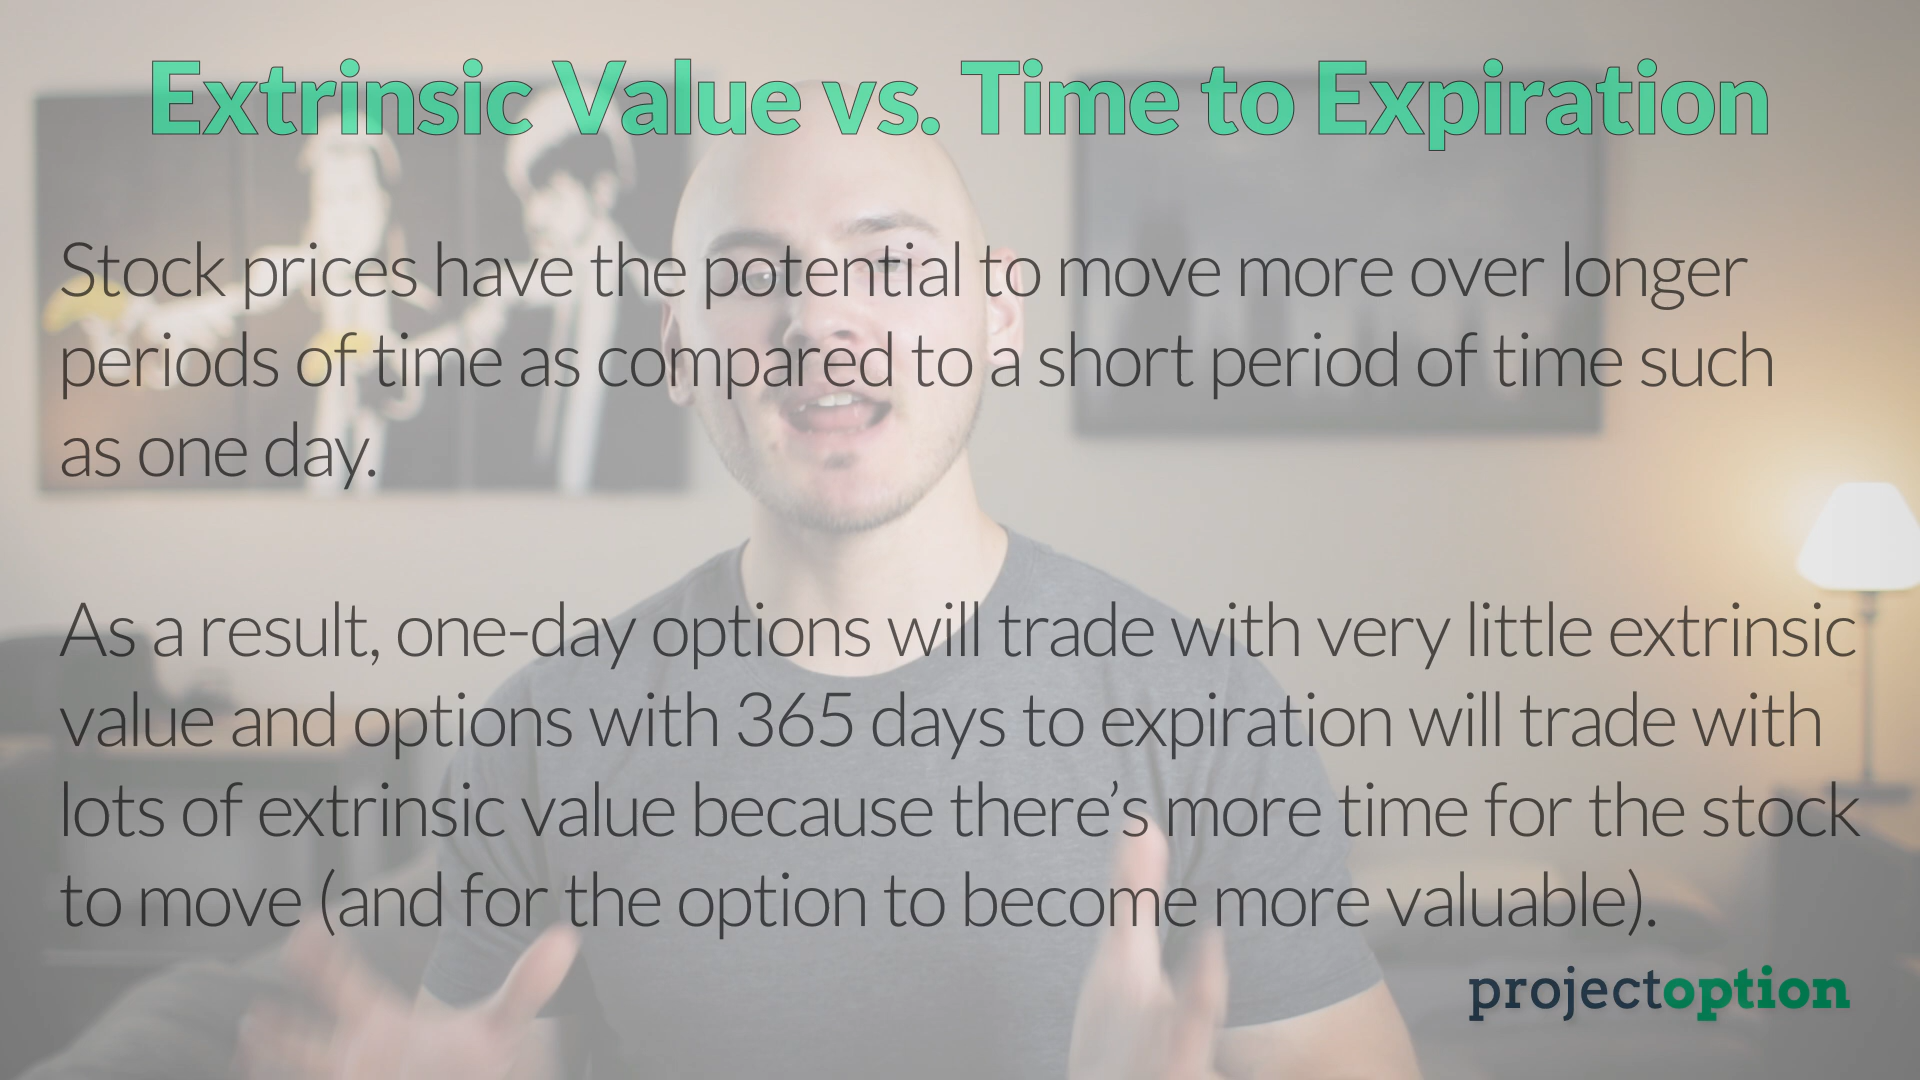 Extrinsic Value vs. Time to Expiration
Stock prices have the potential to move more over longer
periods of time as compared to a short period of time such
as one day.
As a result, one-day options will trade with very little extrinsic
value and options with 365 days to expiration will trade with
lots of extrinsic value because there’s more time for the stock
to move (and for the option to become more valuable).
projectoption